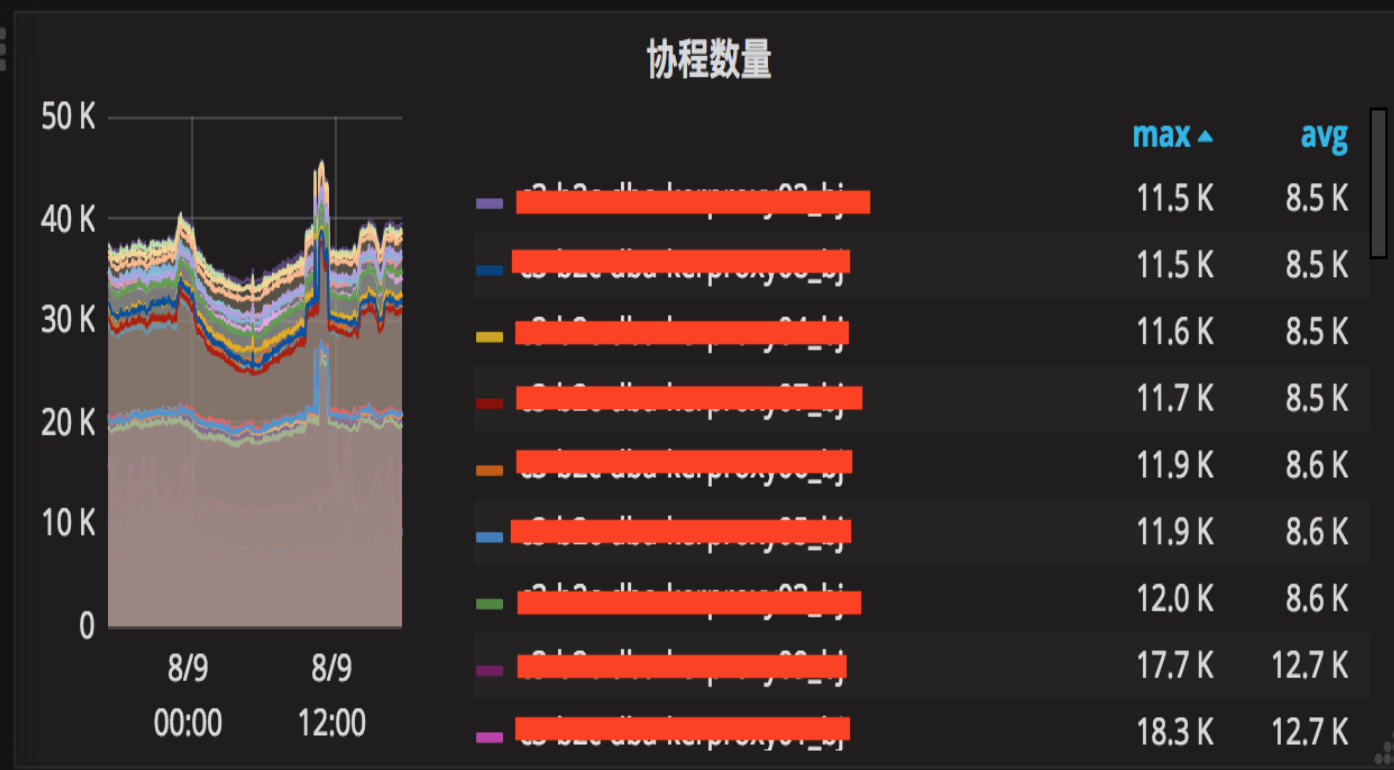 协程数量
50 K
40 K
30 K
20 K
10 K
0
8/9
00:00
8/9
12:00
max avg
11.5 K 8.5 K
11.5 K 8.5 K
11.6 K 8.5 K
11.7 K 8.5 K
11.9 K 8.6 K
11.9 K 8.6 K
12.0 K 8.6 K
17.7 K 12.7 K
18.3 K 12.7 K